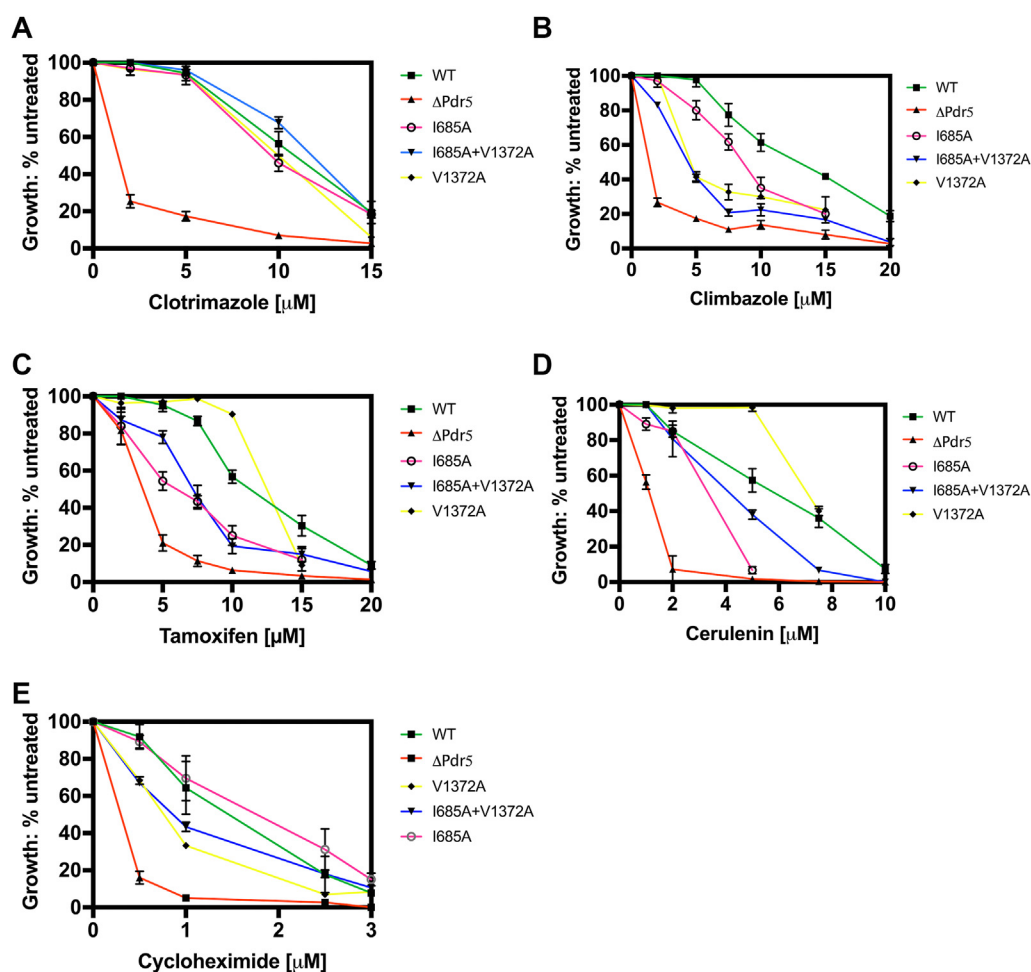 A
Growth: % untreated
100
80
60
40
20
0
0 5 10 15
Clotrimazole [μM]
WT
ΔPdr5
I685A
I685A+V1372A
V1372A
B
Growth: % untreated
100
80
60
40
20
0
0 5 10 15 20
Climbazole [μM]
WT
ΔPdr5
I685A
I685A+V1372A
V1372A
C
Growth: % untreated
100
80
60
40
20
0
0 5 10 15 20
Tamoxifen [μM]
WT
ΔPdr5
I685A
I685A+V1372A
V1372A
D
Growth: % untreated
100
80
60
40
20
0
0 2 4 6 8 10
Cerulenin [μM]
WT
ΔPdr5
I685A
I685A+V1372A
V1372A
E
Growth: % untreated
100
80
60
40
20
0
0 1 2 3
Cycloheximide [μM]
WT
ΔPdr5
V1372A
I685A+V1372A
I685A